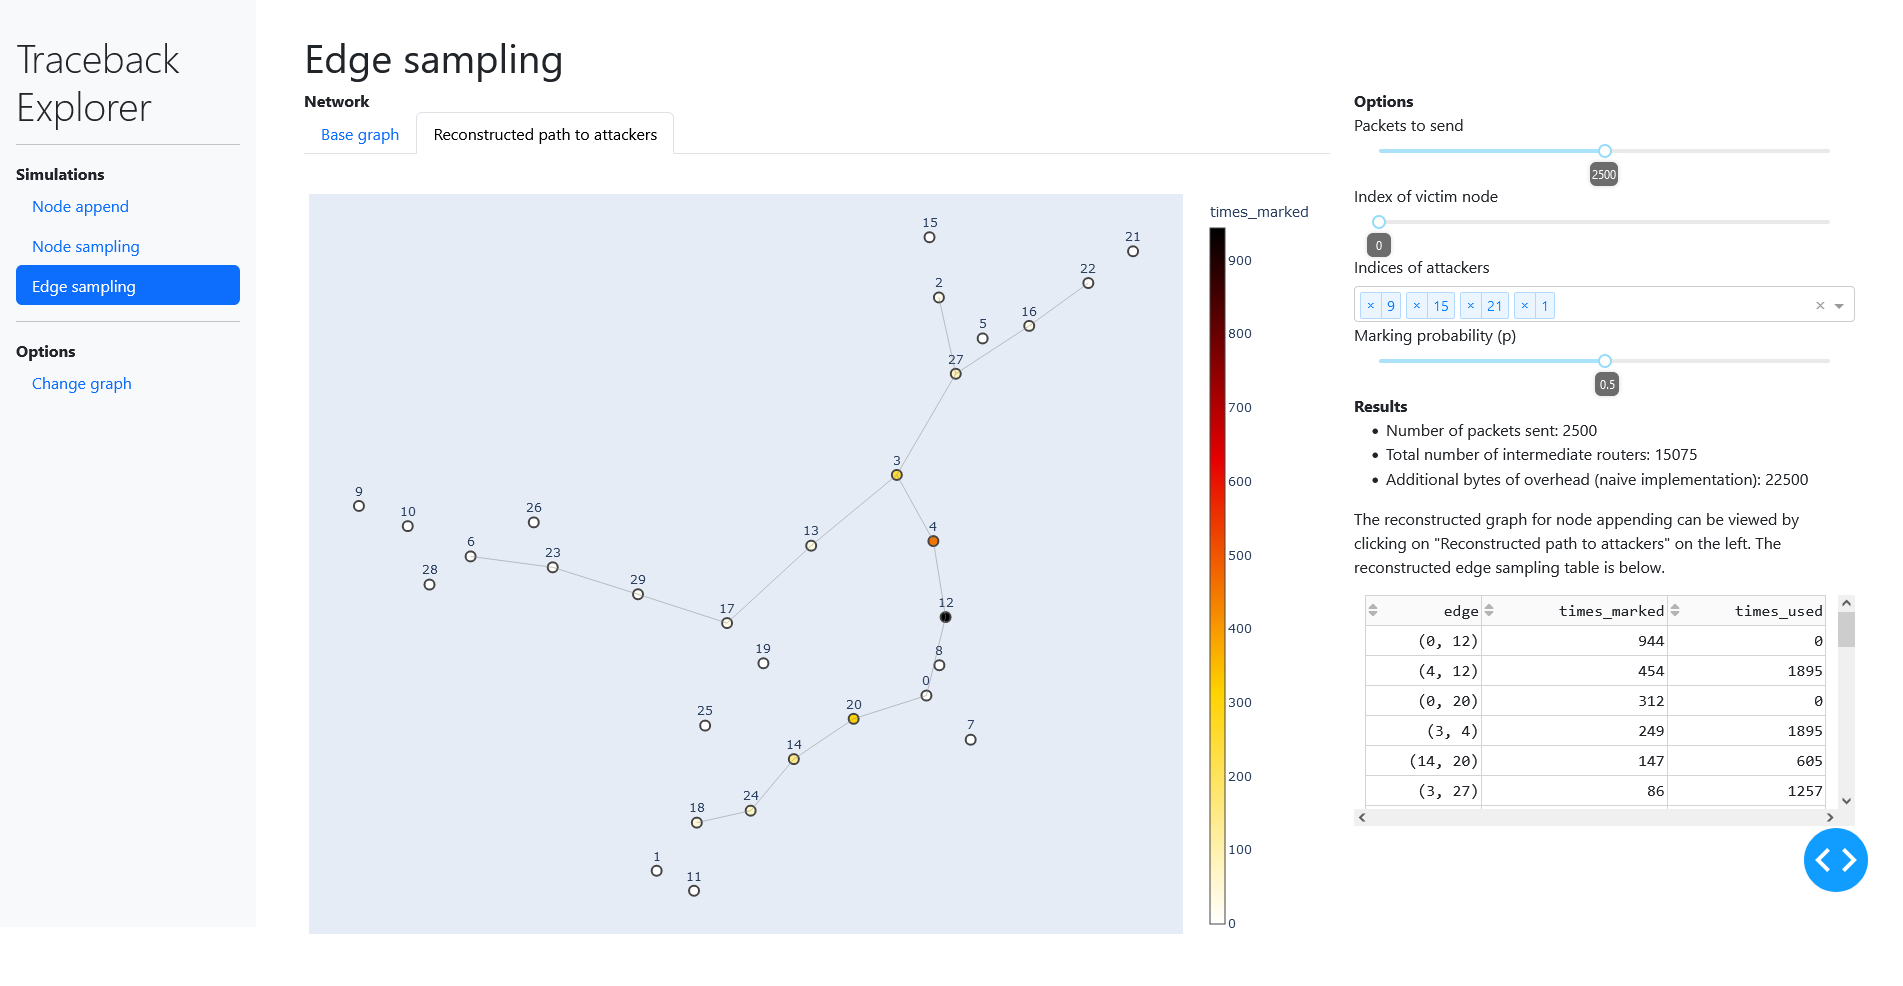 Traceback
Explorer
Simulations
Node append
Node sampling
Edge sampling
Options
Change graph
Edge sampling
Network
Base graph
Reconstructed path to attackers
15
21
22
2
16
5
27
3
9
10
26
13
4
6
23
28
29
12
17
19
8
0
20
25
7
14
24
18
1
11
times_marked
900
800
700
600
500
400
300
200
100
0
Options
Packets to send
2500
Index of victim node
0
Indices of attackers
× 9 × 15 × 21 × 1 ×
Marking probability (p)
0.5
Results
• Number of packets sent: 2500
• Total number of intermediate routers: 15075
• Additional bytes of overhead (naive implementation): 22500
The reconstructed graph for node appending can be viewed by
clicking on "Reconstructed path to attackers" on the left. The
reconstructed edge sampling table is below.
edge times_marked times_used
(0, 12) 944 0
(4, 12) 454 1895
(0, 20) 312 0
(3, 4) 249 1895
(14, 20) 147 605
(3, 27) 86 1257